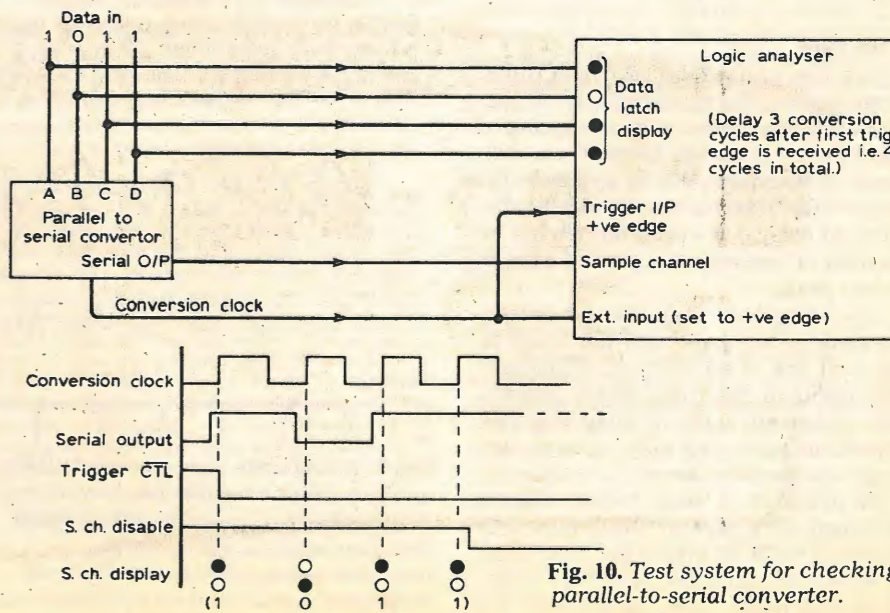 Data in
1 0 1 1
Logic analyser
Data
latch
display
(Delay 3 conversion
cycles after first trig
edge is received i.e. 4
cycles in total.)
A B C D
Parallel to
serial convertor
Serial O/P
Trigger I/P
+ve edge
Sample channel
Conversion clock
Ext. input (set to +ve edge)
Conversion clock
Serial output
Trigger C̅T̅L̅
S. ch. disable
S. ch. display
(1 0 1 1)
Fig. 10. Test system for checking
parallel-to-serial converter.